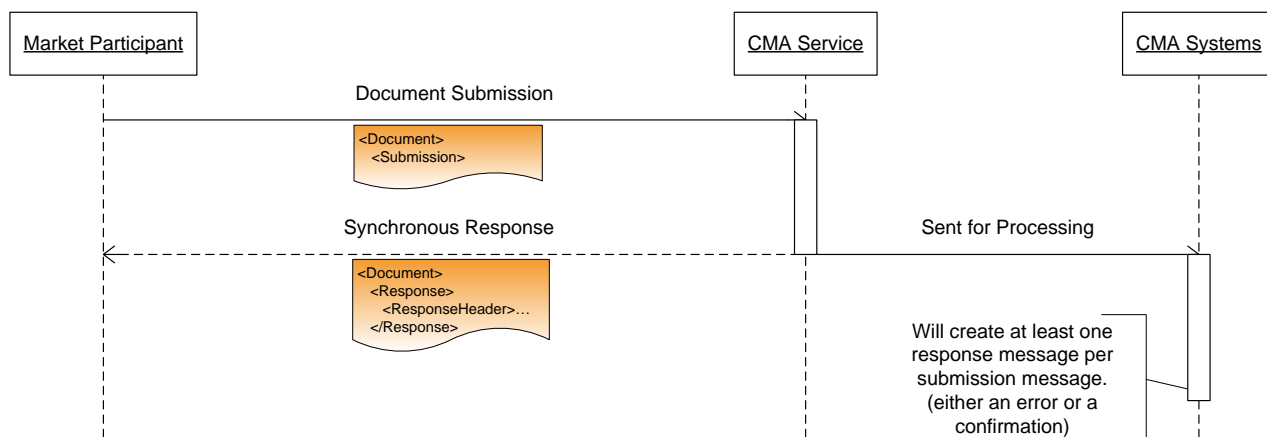 Market Participant
CMA Service
CMA Systems
Document Submission
<Document>
<Submission>
Synchronous Response
Sent for Processing
<Document>
<Response>
<ResponseHeader>…
</Response>
Will create at least one
response message per
submission message.
(either an error or a
confirmation)